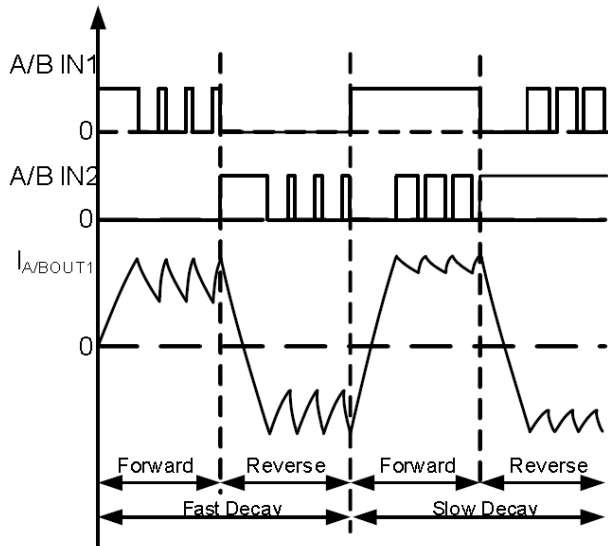 A/B IN1
0
A/B IN2
0
IA/BOUT1
0
Forward Reverse Forward Reverse
Fast Decay Slow Decay